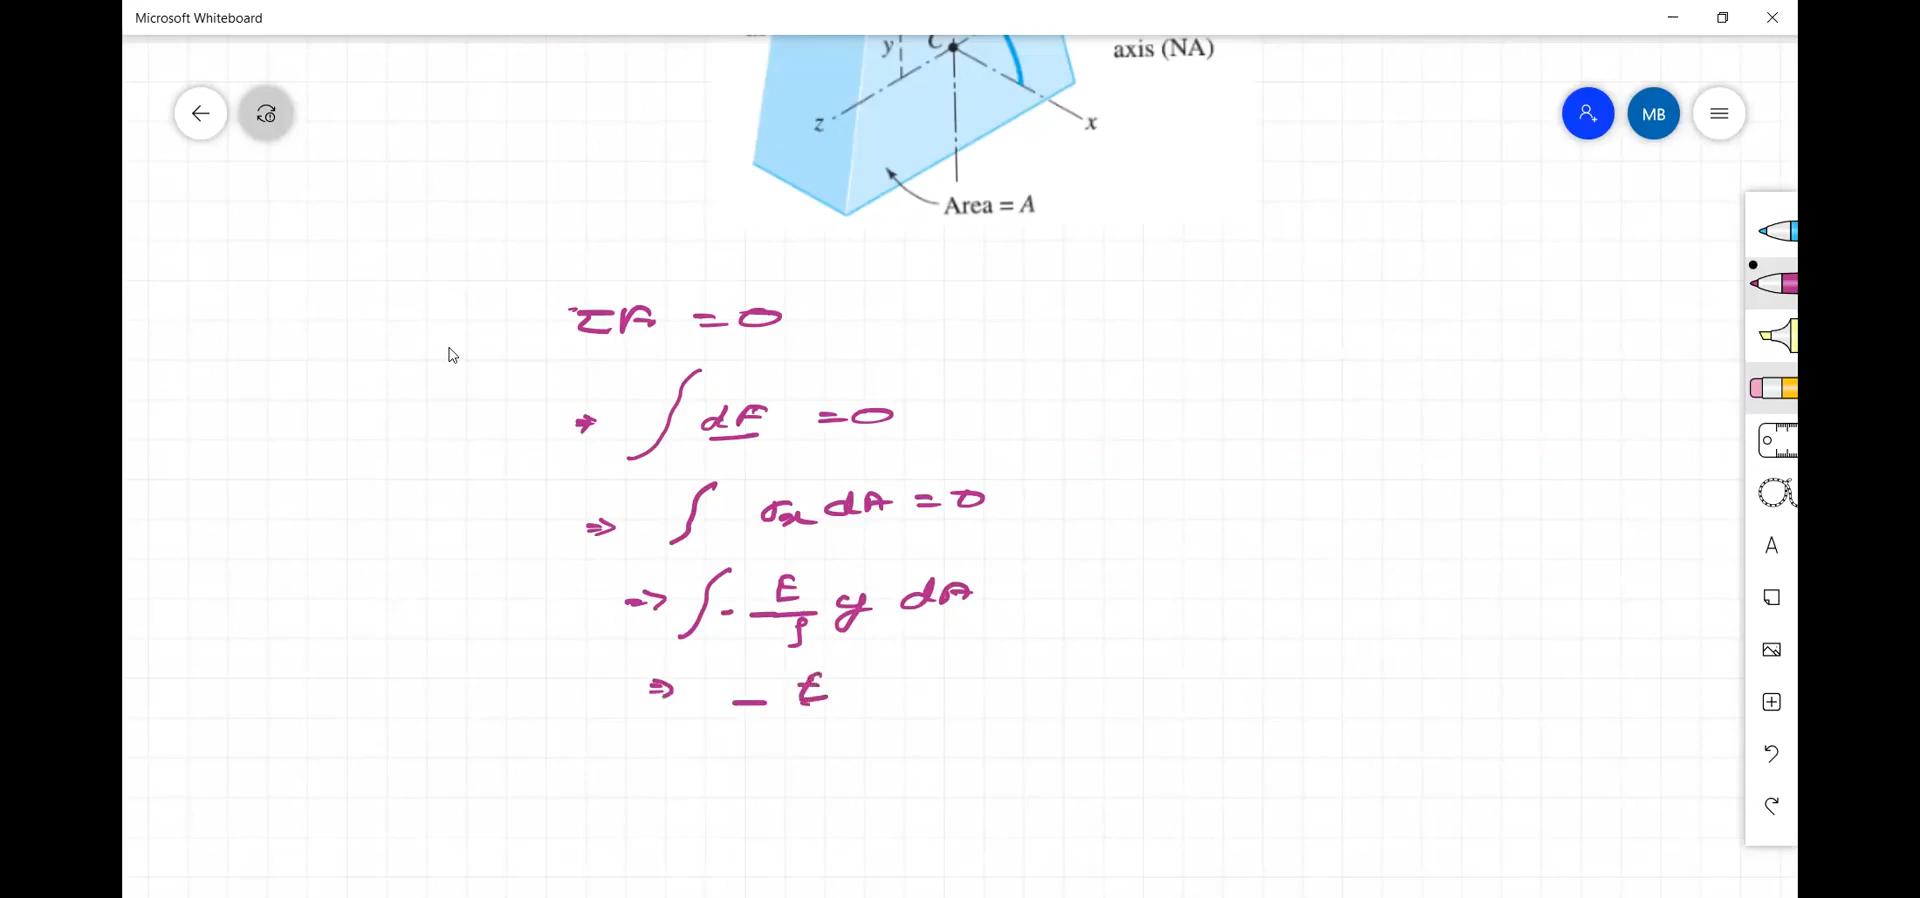 Microsoft Whiteboard
y C
axis (NA)
MB
z
x
Area = A
ΣF = 0
⇒ ∫ dF = 0
⇒ ∫ σx dA = 0
⇒ ∫ - E/ρ y dA
⇒ - E
A